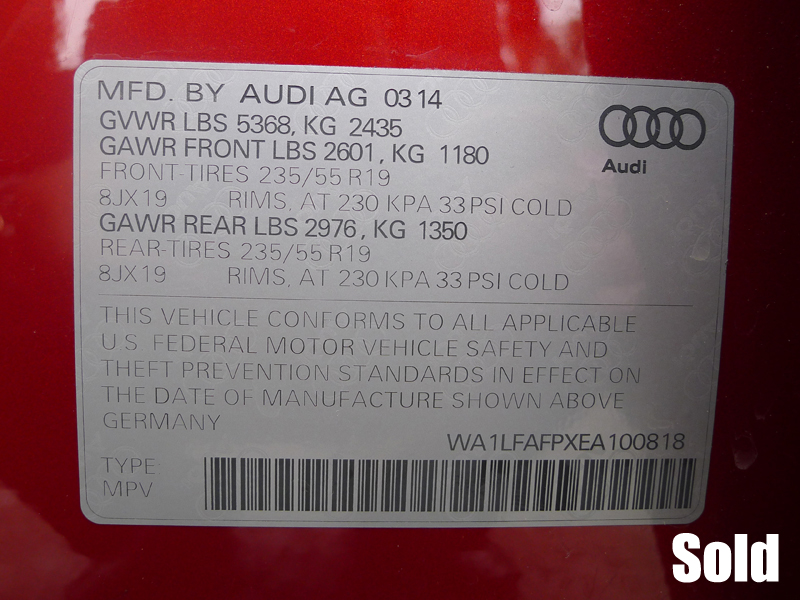 MFD. BY AUDI AG 0314
GVWR LBS 5368, KG 2435
GAWR FRONT LBS 2601, KG 1180
FRONT-TIRES 235/55 R19
8JX19 RIMS, AT 230 KPA 33 PSI COLD
GAWR REAR LBS 2976, KG 1350
REAR-TIRES 235/55 R19
8JX19 RIMS, AT 230 KPA 33 PSI COLD
Audi
THIS VEHICLE CONFORMS TO ALL APPLICABLE
U.S. FEDERAL MOTOR VEHICLE SAFETY AND
THEFT PREVENTION STANDARDS IN EFFECT ON
THE DATE OF MANUFACTURE SHOWN ABOVE
GERMANY
WA1LFAFPXEA100818
TYPE:
MPV
Sold